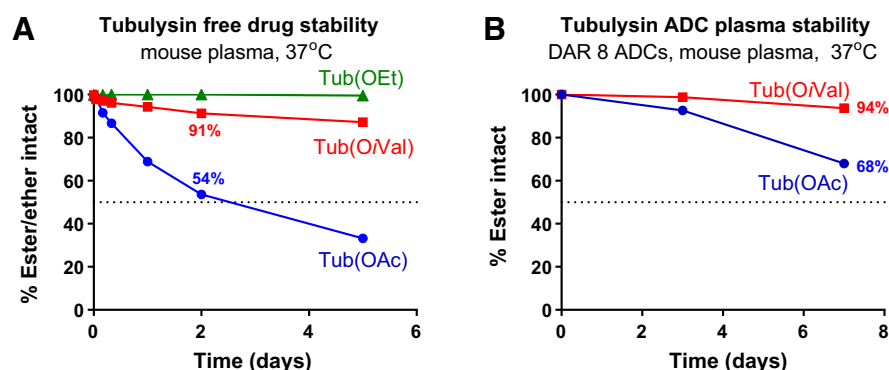 A
Tubulysin free drug stability
mouse plasma, 37°C
% Ester/ether intact
100
80
60
40
20
0
Tub(OEt)
91%
Tub(OiVal)
54%
Tub(OAc)
0
2
4
6
Time (days)
B
Tubulysin ADC plasma stability
DAR 8 ADCs, mouse plasma, 37°C
% Ester intact
100
80
60
40
20
0
Tub(OiVal)
94%
68%
Tub(OAc)
0
2
4
6
8
Time (days)